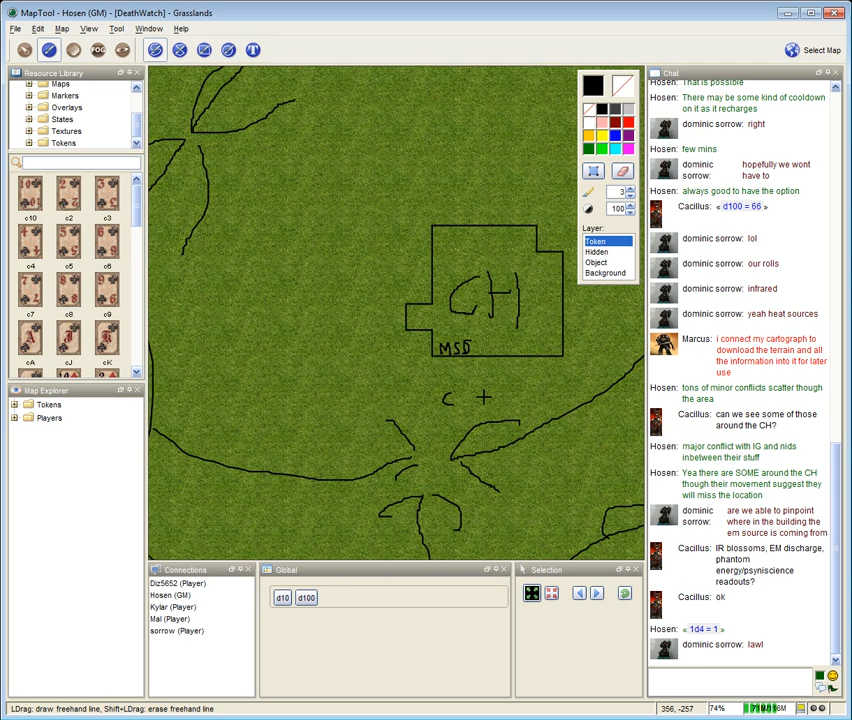 MapTool - Hosen (GM) - [DeathWatch] - Grasslands
File Edit Map View Tool Window Help
FOG
Select Map
Resource Library
Maps
Markers
Overlays
States
Textures
Tokens
c10 c2 c3
c4 c5 c6
c7 c8 c9
cA cJ cK
Map Explorer
Tokens
Players
CH
MSD
C +
3
100
Layer:
Token
Hidden
Object
Background
Chat
Hosen: That is possible
Hosen: There may be some kind of cooldown
on it as it recharges
dominic sorrow: right
Hosen: few mins
dominic sorrow: hopefully we wont
have to
Hosen: always good to have the option
Cacillus: « d100 = 66 »
dominic sorrow: lol
dominic sorrow: our rolls
dominic sorrow: infrared
dominic sorrow: yeah heat sources
Marcus: i connect my cartograph to
download the terrain and all
the information into it for later
use
Hosen: tons of minor conflicts scatter though
the area
Cacillus: can we see some of those
around the CH?
Hosen: major conflict with IG and nids
inbetween their stuff
Hosen: Yea there are SOME around the CH
though their movement suggest they
will miss the location
dominic sorrow: are we able to pinpoint
where in the building the
em source is coming from
Cacillus: IR blossoms, EM discharge,
phantom
energy/psyniscience
readouts?
Cacillus: ok
Hosen: « 1d4 = 1 »
dominic sorrow: lawl
Connections
Diz5652 (Player)
Hosen (GM)
Kylar (Player)
Mal (Player)
sorrow (Player)
Global
d10 d100
Selection
LDrag: draw freehand line, Shift+LDrag: erase freehand line
356, -257
74%